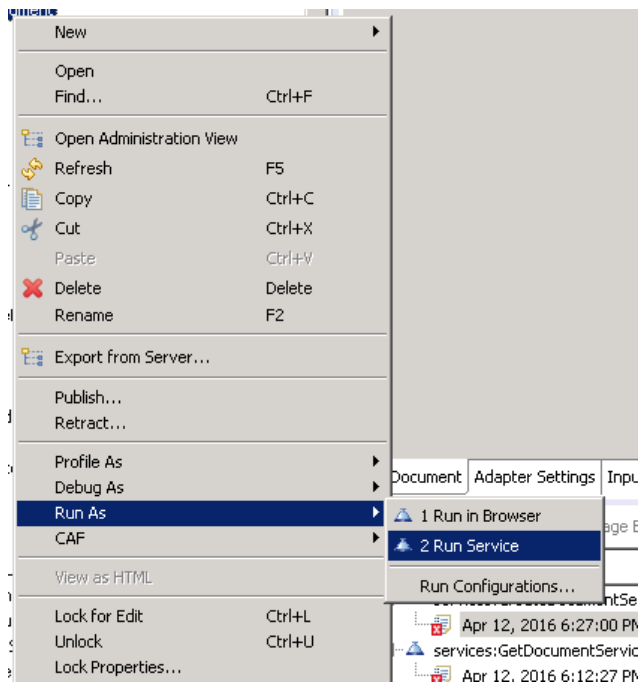 New
Open
Find... Ctrl+F
Open Administration View
Refresh F5
Copy Ctrl+C
Cut Ctrl+X
Paste Ctrl+V
Delete Delete
Rename F2
Export from Server...
Publish...
Retract...
Profile As
Debug As
Run As
CAF
View as HTML
Lock for Edit Ctrl+L
Unlock Ctrl+U
Lock Properties...
Document Adapter Settings Inpu
1 Run in Browser
2 Run Service
Run Configurations...
Apr 12, 2016 6:27:00 PM
services:GetDocumentServic
Apr 12, 2016 6:12:27 PM